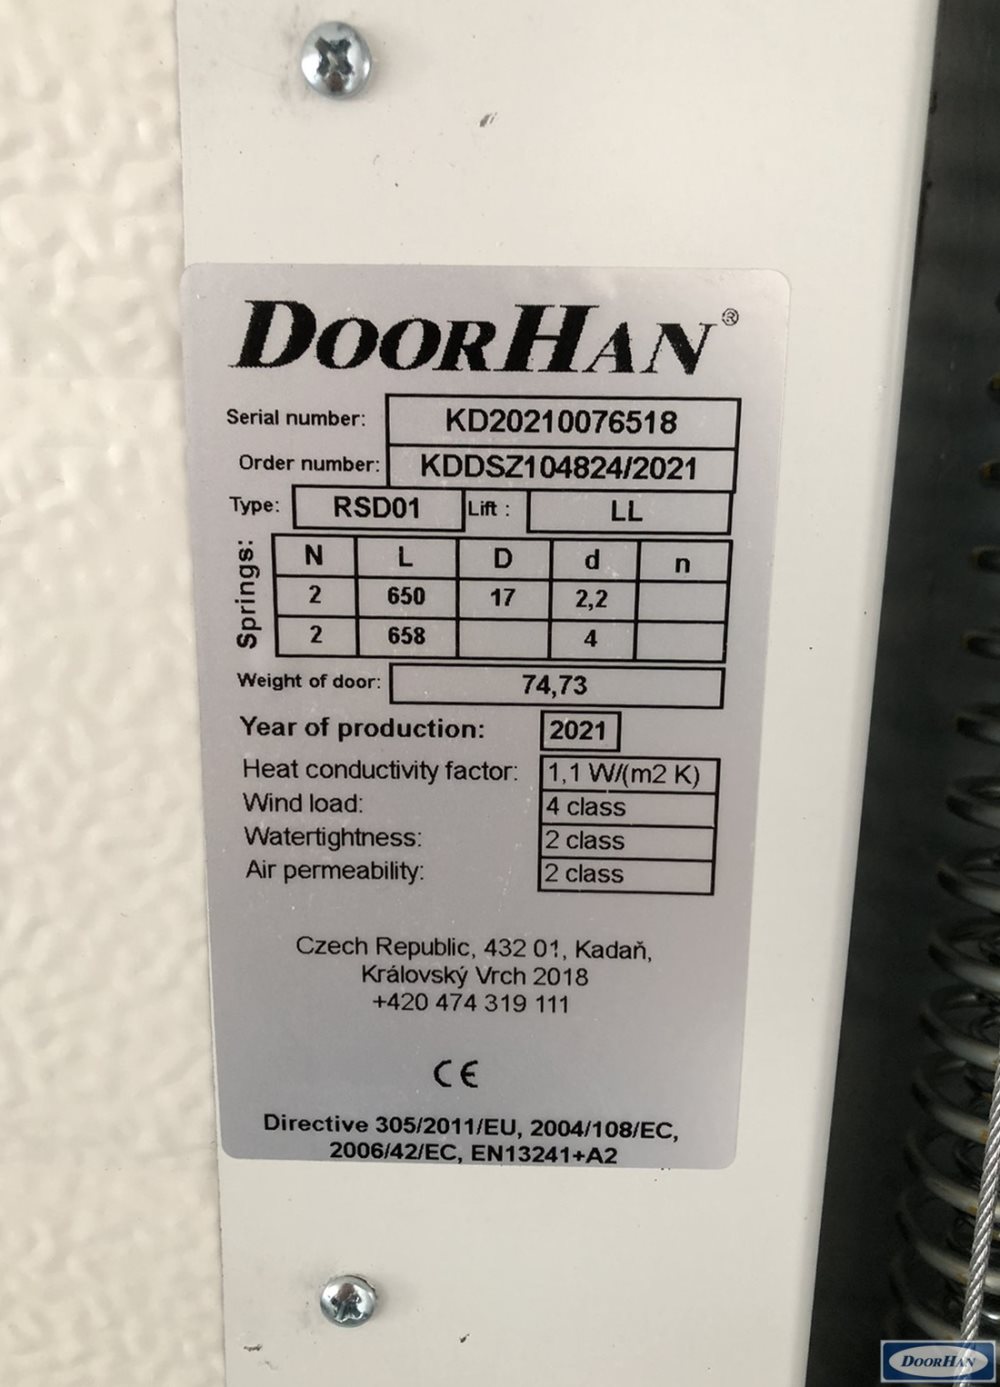 DOORHAN®
Serial number: KD20210076518
Order number: KDDSZ104824/2021
Type: RSD01 Lift : LL
Springs:
N L D d n
2 650 17 2,2
2 658 4
Weight of door: 74,73
Year of production: 2021
Heat conductivity factor: 1,1 W/(m2 K)
Wind load: 4 class
Watertightness: 2 class
Air permeability: 2 class
Czech Republic, 432 01, Kadaň,
Královský Vrch 2018
+420 474 319 111
CE
Directive 305/2011/EU, 2004/108/EC,
2006/42/EC, EN13241+A2
DOORHAN